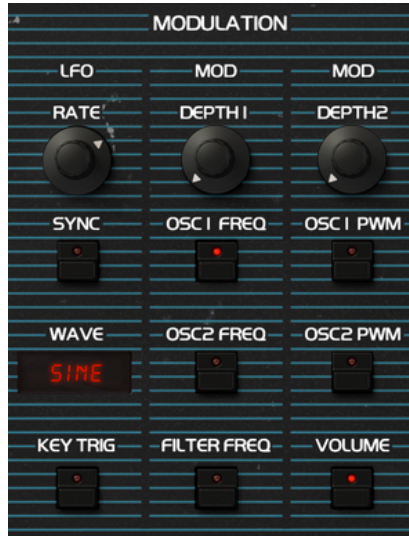 MODULATION
LFO MOD MOD
RATE DEPTH1 DEPTH2
SYNC OSC1 FREQ OSC1 PWM
WAVE OSC2 FREQ OSC2 PWM
SINE
KEY TRIG FILTER FREQ VOLUME